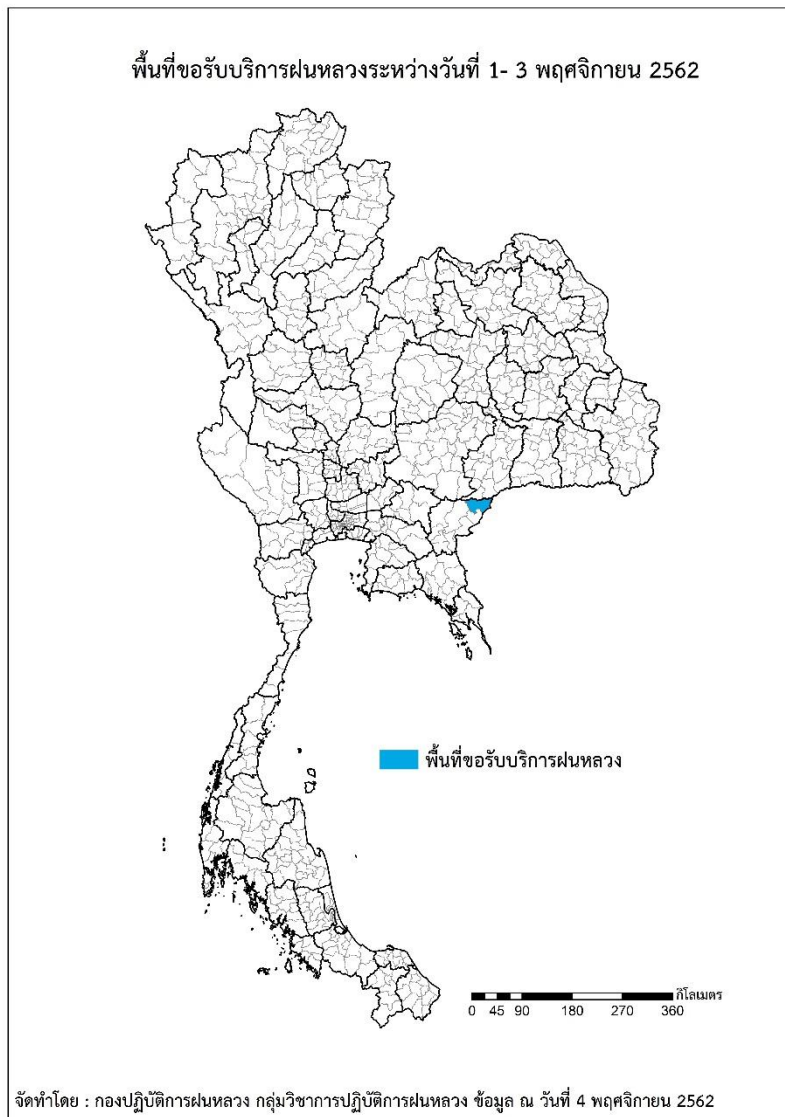 พื้นที่ขอรับบริการฝนหลวงระหว่างวันที่ 1- 3 พฤศจิกายน 2562
พื้นที่ขอรับบริการฝนหลวง
กิโลเมตร
0 45 90 180 270 360
จัดทำโดย : กองปฏิบัติการฝนหลวง กลุ่มวิชาการปฏิบัติการฝนหลวง ข้อมูล ณ วันที่ 4 พฤศจิกายน 2562